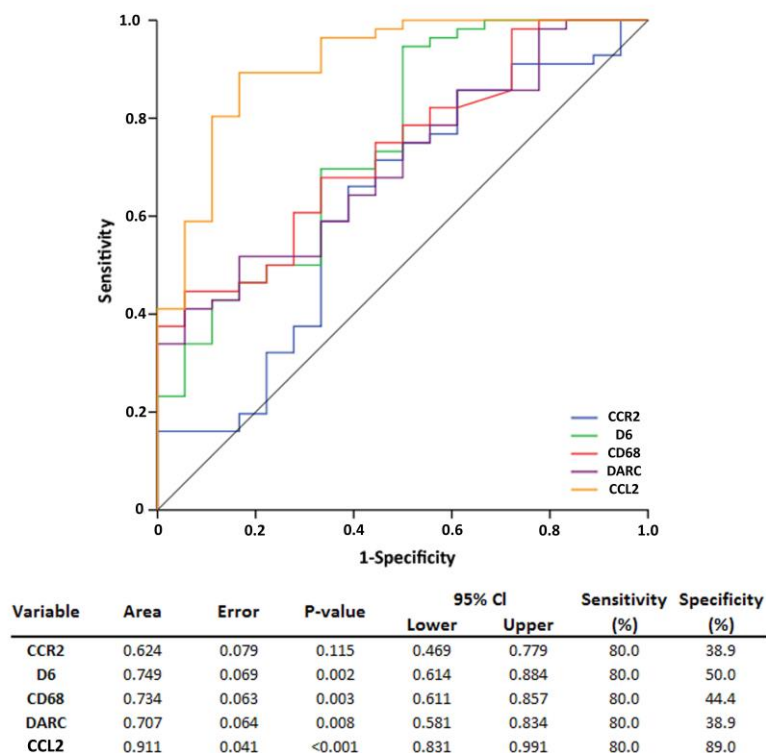 1.0
0.8
0.6
0.4
0.2
0
Sensitivity
0 0.2 0.4 0.6 0.8 1.0
1-Specificity
CCR2
D6
CD68
DARC
CCL2
Variable Area Error P-value 95% CI Sensitivity Specificity
Lower Upper (%) (%)
CCR2 0.624 0.079 0.115 0.469 0.779 80.0 38.9
D6 0.749 0.069 0.002 0.614 0.884 80.0 50.0
CD68 0.734 0.063 0.003 0.611 0.857 80.0 44.4
DARC 0.707 0.064 0.008 0.581 0.834 80.0 38.9
CCL2 0.911 0.041 <0.001 0.831 0.991 80.0 89.0